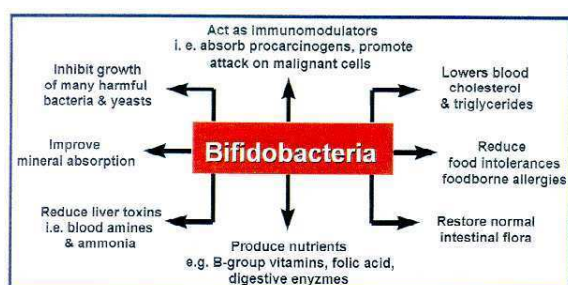 Act as immunomodulators
i. e. absorb procarcinogens, promote
attack on malignant cells
Inhibit growth
of many harmful
bacteria & yeasts
Lowers blood
cholesterol
& triglycerides
Improve
mineral absorption
Bifidobacteria
Reduce
food intolerances
foodborne allergies
Reduce liver toxins
i.e. blood amines
& ammonia
Restore normal
intestinal flora
Produce nutrients
e.g. B-group vitamins, folic acid,
digestive enyzmes